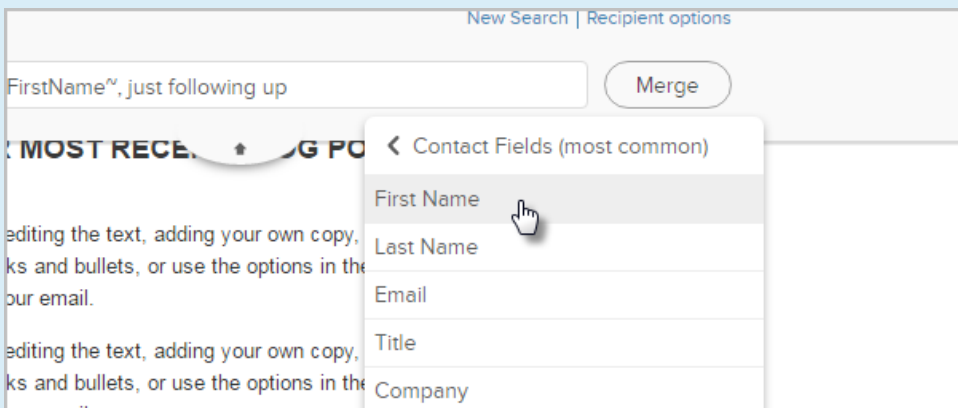 New Search | Recipient options
FirstName~, just following up
Merge
MOST RECE
OG PO
Contact Fields (most common)
First Name
Last Name
Email
Title
Company
editing the text, adding your own copy,
ks and bullets, or use the options in the
our email.
editing the text, adding your own copy,
ks and bullets, or use the options in the